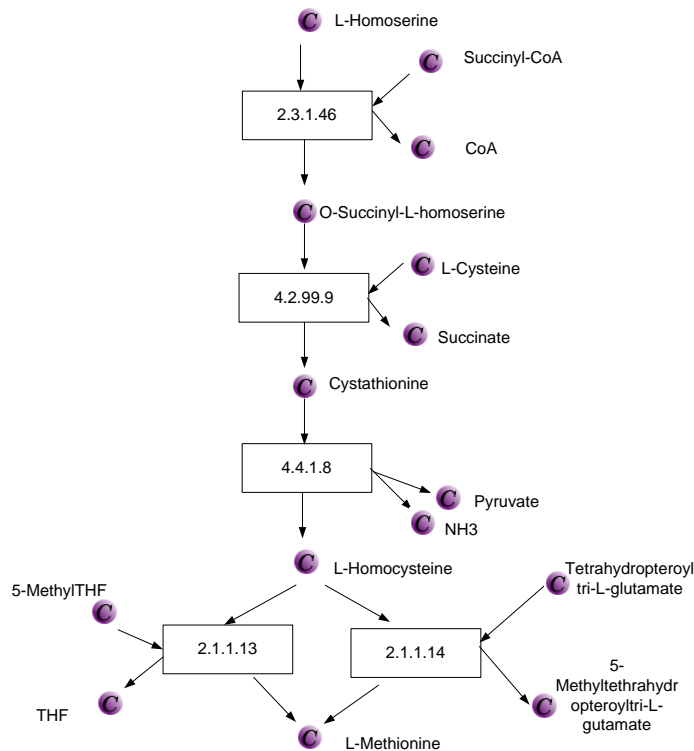 C L-Homoserine
C Succinyl-CoA
2.3.1.46
C CoA
C O-Succinyl-L-homoserine
C L-Cysteine
4.2.99.9
C Succinate
C Cystathionine
4.4.1.8
C Pyruvate
C NH3
C L-Homocysteine
5-MethylTHF
C
C Tetrahydropteroyl
tri-L-glutamate
2.1.1.13
2.1.1.14
THF
C
C 5-
Methyltethrahydr
opteroyltri-L-
gutamate
C L-Methionine